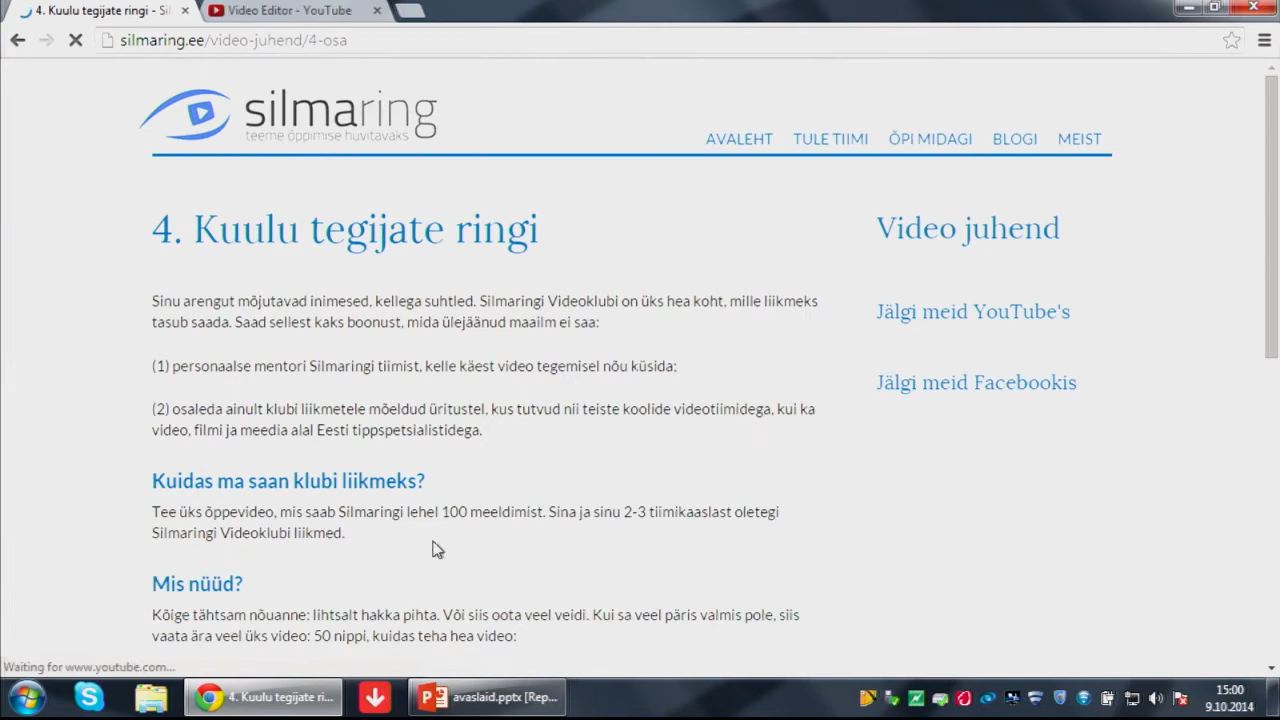 4. Kuulu tegijate ringi - Sil
Video Editor - YouTube
silmaring.ee/video-juhend/4-osa
silmaring
teeme õppimise huvitavaks
AVALEHT TULE TIIMI ÕPI MIDAGI BLOGI MEIST
4. Kuulu tegijate ringi
Video juhend
Sinu arengut mõjutavad inimesed, kellega suhtled. Silmaringi Videoklubi on üks hea koht, mille liikmeks
tasub saada. Saad sellest kaks boonust, mida ülejäänud maailm ei saa:
Jälgi meid YouTube's
(1) personaalse mentori Silmaringi tiimist, kelle käest video tegemisel nõu küsida;
Jälgi meid Facebookis
(2) osaleda ainult klubi liikmetele mõeldud üritustel, kus tutvud nii teiste koolide videotiimidega, kui ka
video, filmi ja meedia alal Eesti tippspetsialistidega.
Kuidas ma saan klubi liikmeks?
Tee üks õppevideo, mis saab Silmaringi lehel 100 meeldimist. Sina ja sinu 2-3 tiimikaaslast oletegi
Silmaringi Videoklubi liikmed.
Mis nüüd?
Kõige tähtsam nõuanne: lihtsalt hakka pihta. Või siis oota veel veidi. Kui sa veel päris valmis pole, siis
vaata ära veel üks video: 50 nippi, kuidas teha hea video:
Waiting for www.youtube.com...
4. Kuulu tegijate ri...
avaslaid.pptx [Rep...
15:00
9.10.2014